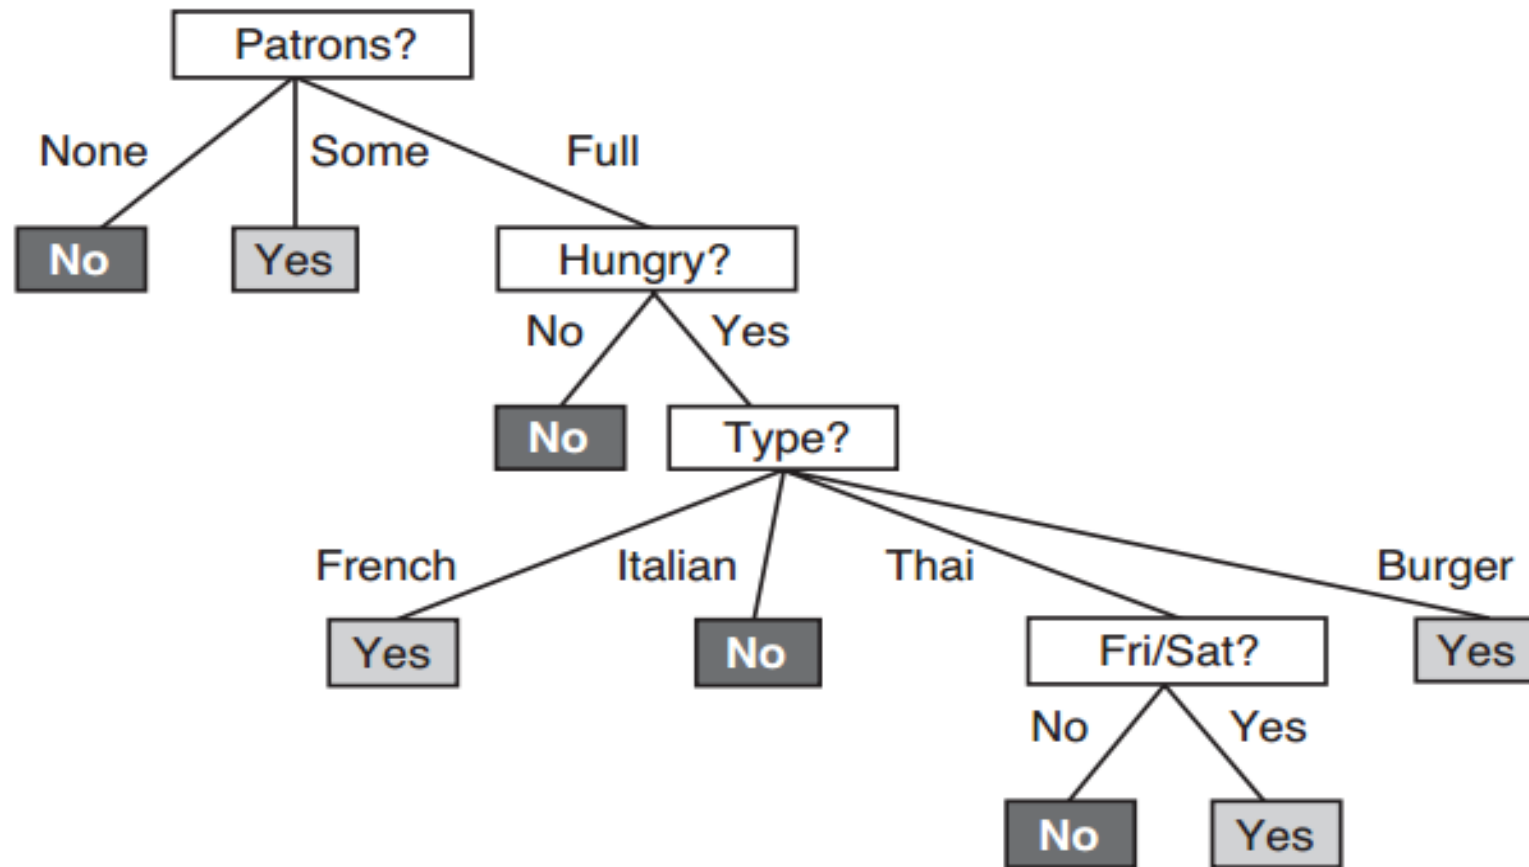 Patrons?
None Some Full
No Yes Hungry?
No Yes
No Type?
French Italian Thai Burger
Yes No Fri/Sat? Yes
No Yes
No Yes